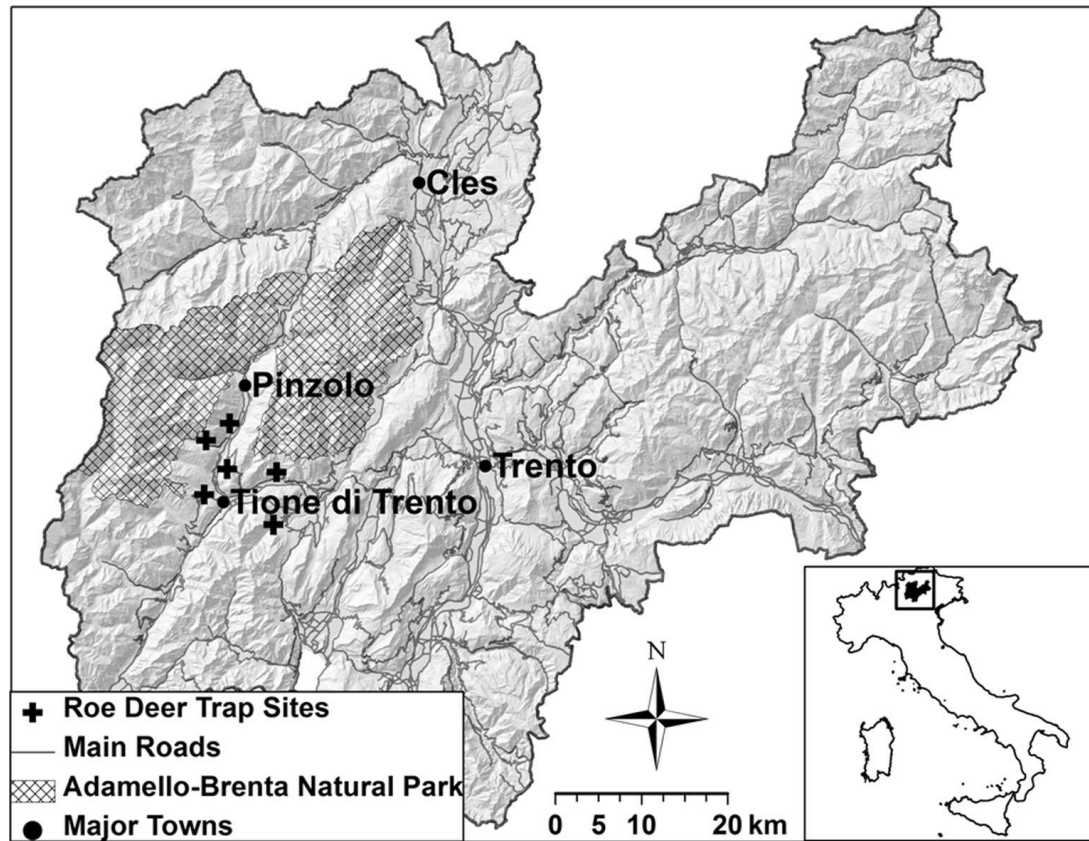 Cles
Pinzolo
Trento
Tione di Trento
N
Roe Deer Trap Sites
Main Roads
Adamello-Brenta Natural Park
Major Towns
0 5 10 20 km